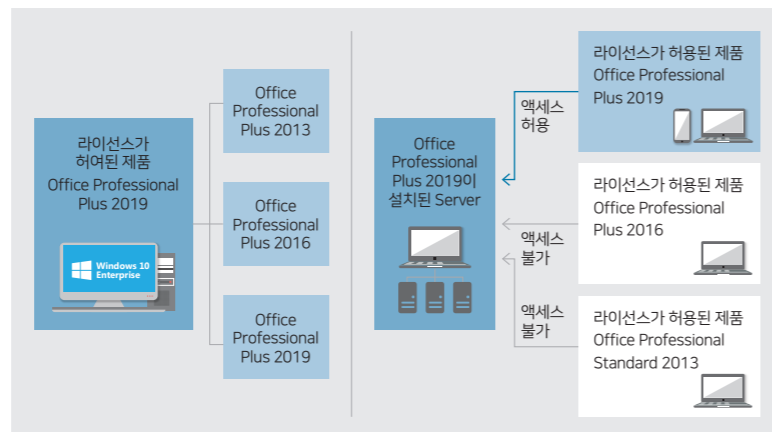 라이선스가
허여된 제품
Office Professional
Plus 2019
Windows 10
Enterprise
Office
Professional
Plus 2013
Office
Professional
Plus 2016
Office
Professional
Plus 2019
Office
Professional
Plus 2019이
설치된 Server
액세스
허용
액세스
불가
액세스
불가
라이선스가 허용된 제품
Office Professional
Plus 2019
라이선스가 허용된 제품
Office Professional
Plus 2016
라이선스가 허용된 제품
Office Professional
Standard 2013